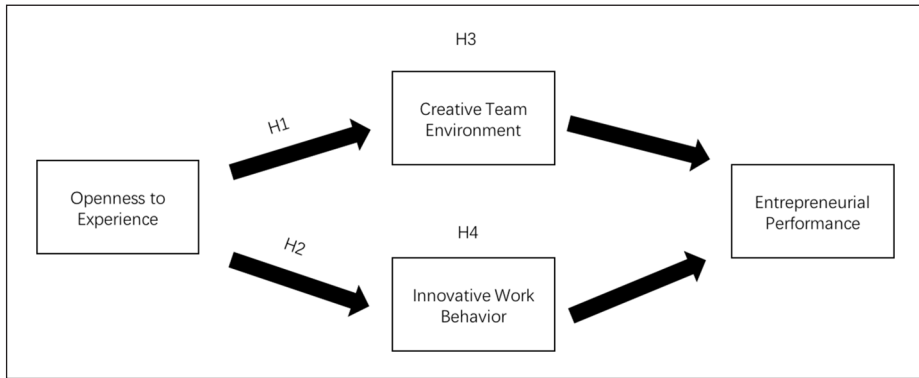 H3
Creative Team
Environment
H1
Openness to
Experience
Entrepreneurial
Performance
H2
H4
Innovative Work
Behavior